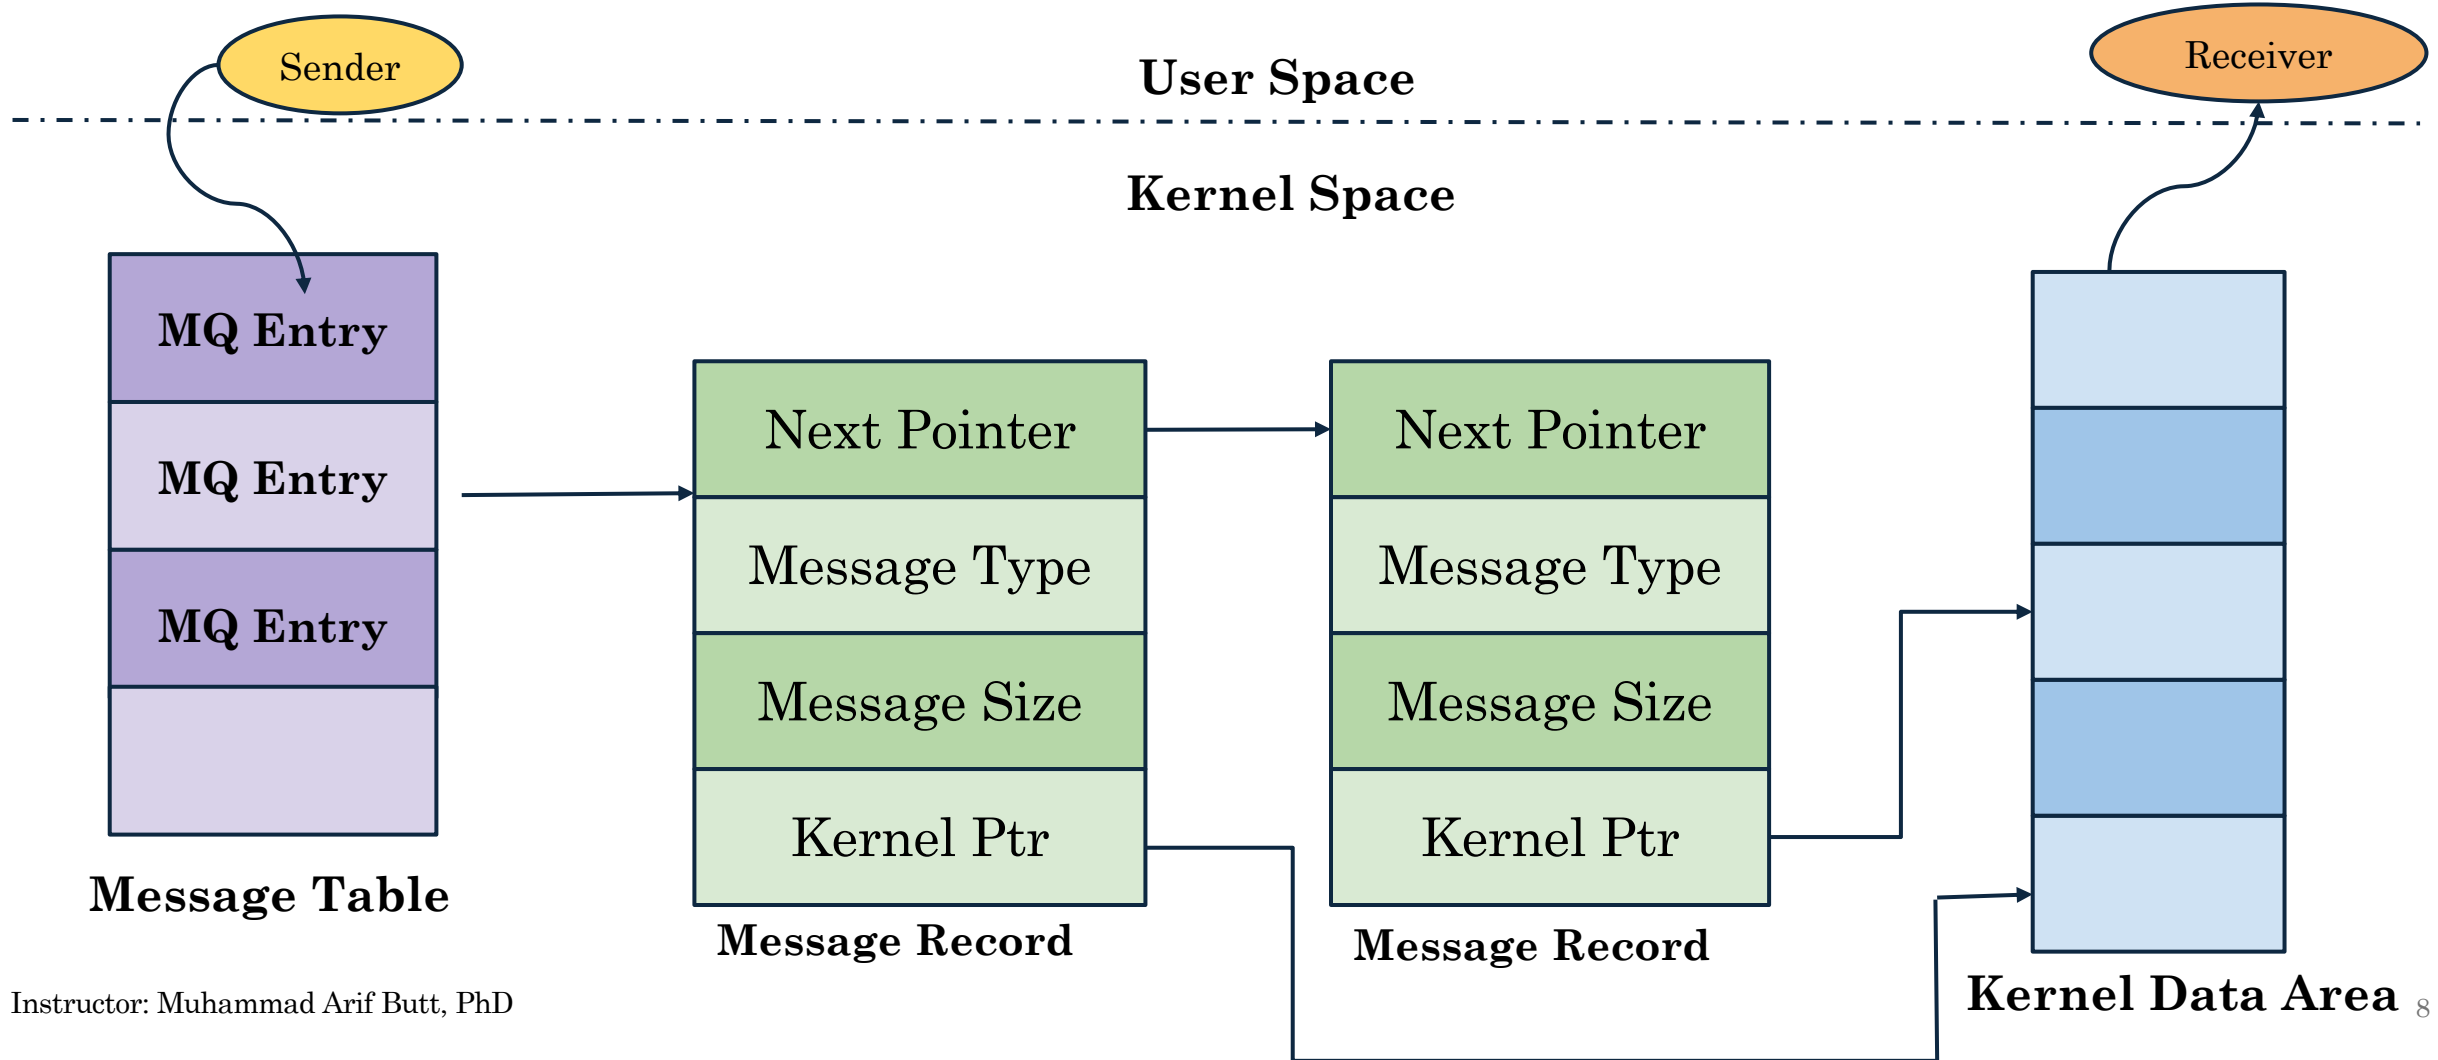 Sender
User Space
Receiver
Kernel Space
MQ Entry
MQ Entry
MQ Entry
Message Table
Next Pointer
Message Type
Message Size
Kernel Ptr
Message Record
Next Pointer
Message Type
Message Size
Kernel Ptr
Message Record
Kernel Data Area
Instructor: Muhammad Arif Butt, PhD
8